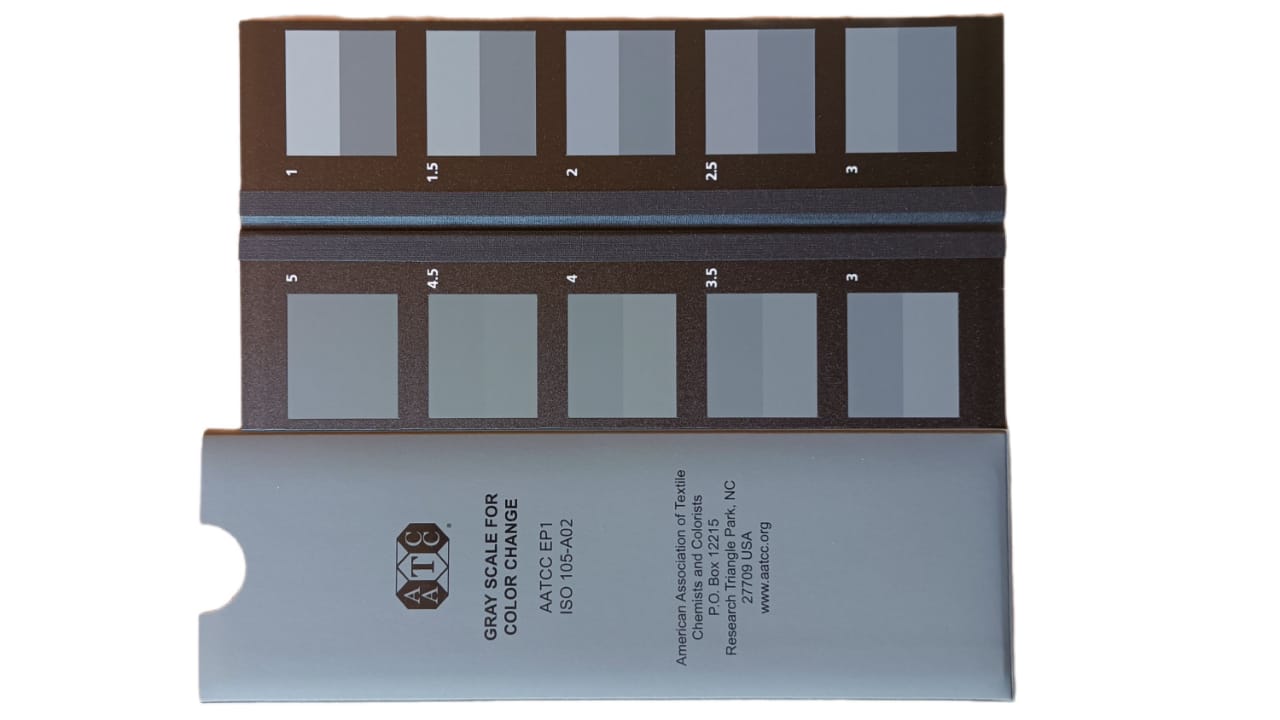 1
1.5
2
2.5
3
5
4.5
4
3.5
3
AATCC®
GRAY SCALE FOR
COLOR CHANGE
AATCC EP1
ISO 105-A02
American Association of Textile
Chemists and Colorists
P.O. Box 12215
Research Triangle Park, NC
27709 USA
www.aatcc.org